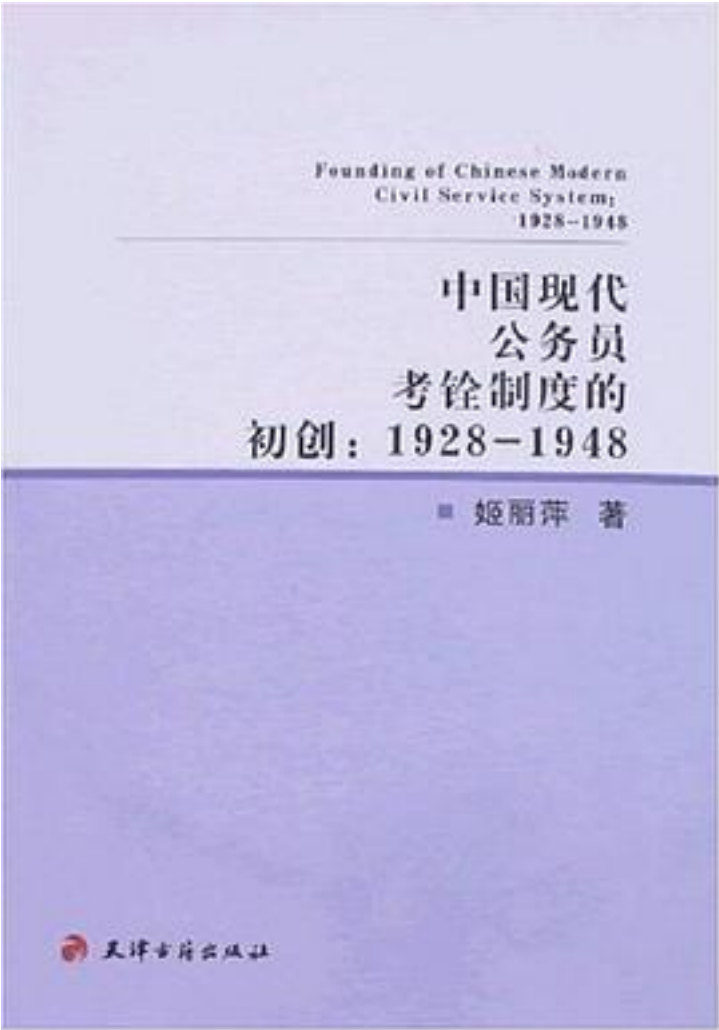 Founding of Chinese Modern
Civil Service System:
1928-1948
中国现代
公务员
考铨制度的
初创：1928-1948
姬丽萍 著
天津古籍出版社